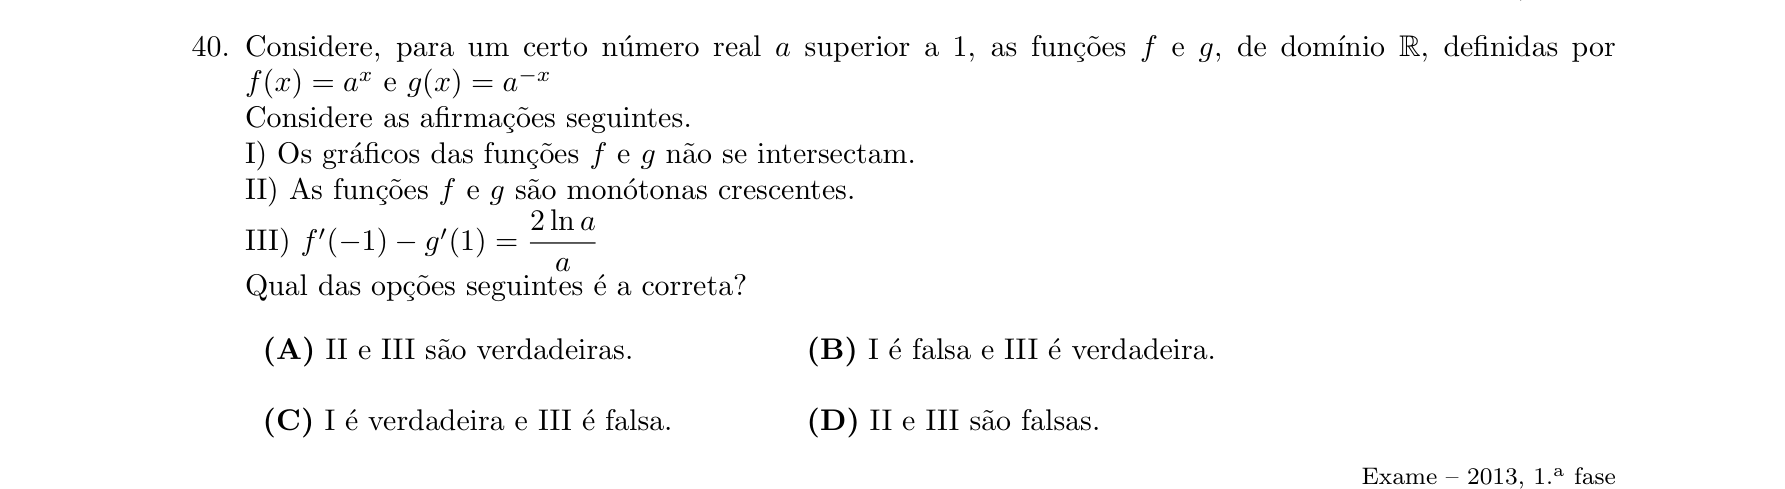 40. Considere, para um certo número real a superior a 1, as funções f e g, de domínio ℝ, definidas por
f(x) = a^x e g(x) = a^{−x}
Considere as afirmações seguintes.
I) Os gráficos das funções f e g não se intersectam.
II) As funções f e g são monótonas crescentes.
III) f′(−1) − g′(1) = \frac{2 ln a}{a}
Qual das opções seguintes é a correta?
(A) II e III são verdadeiras. (B) I é falsa e III é verdadeira.
(C) I é verdadeira e III é falsa. (D) II e III são falsas.
Exame – 2013, 1.ª fase